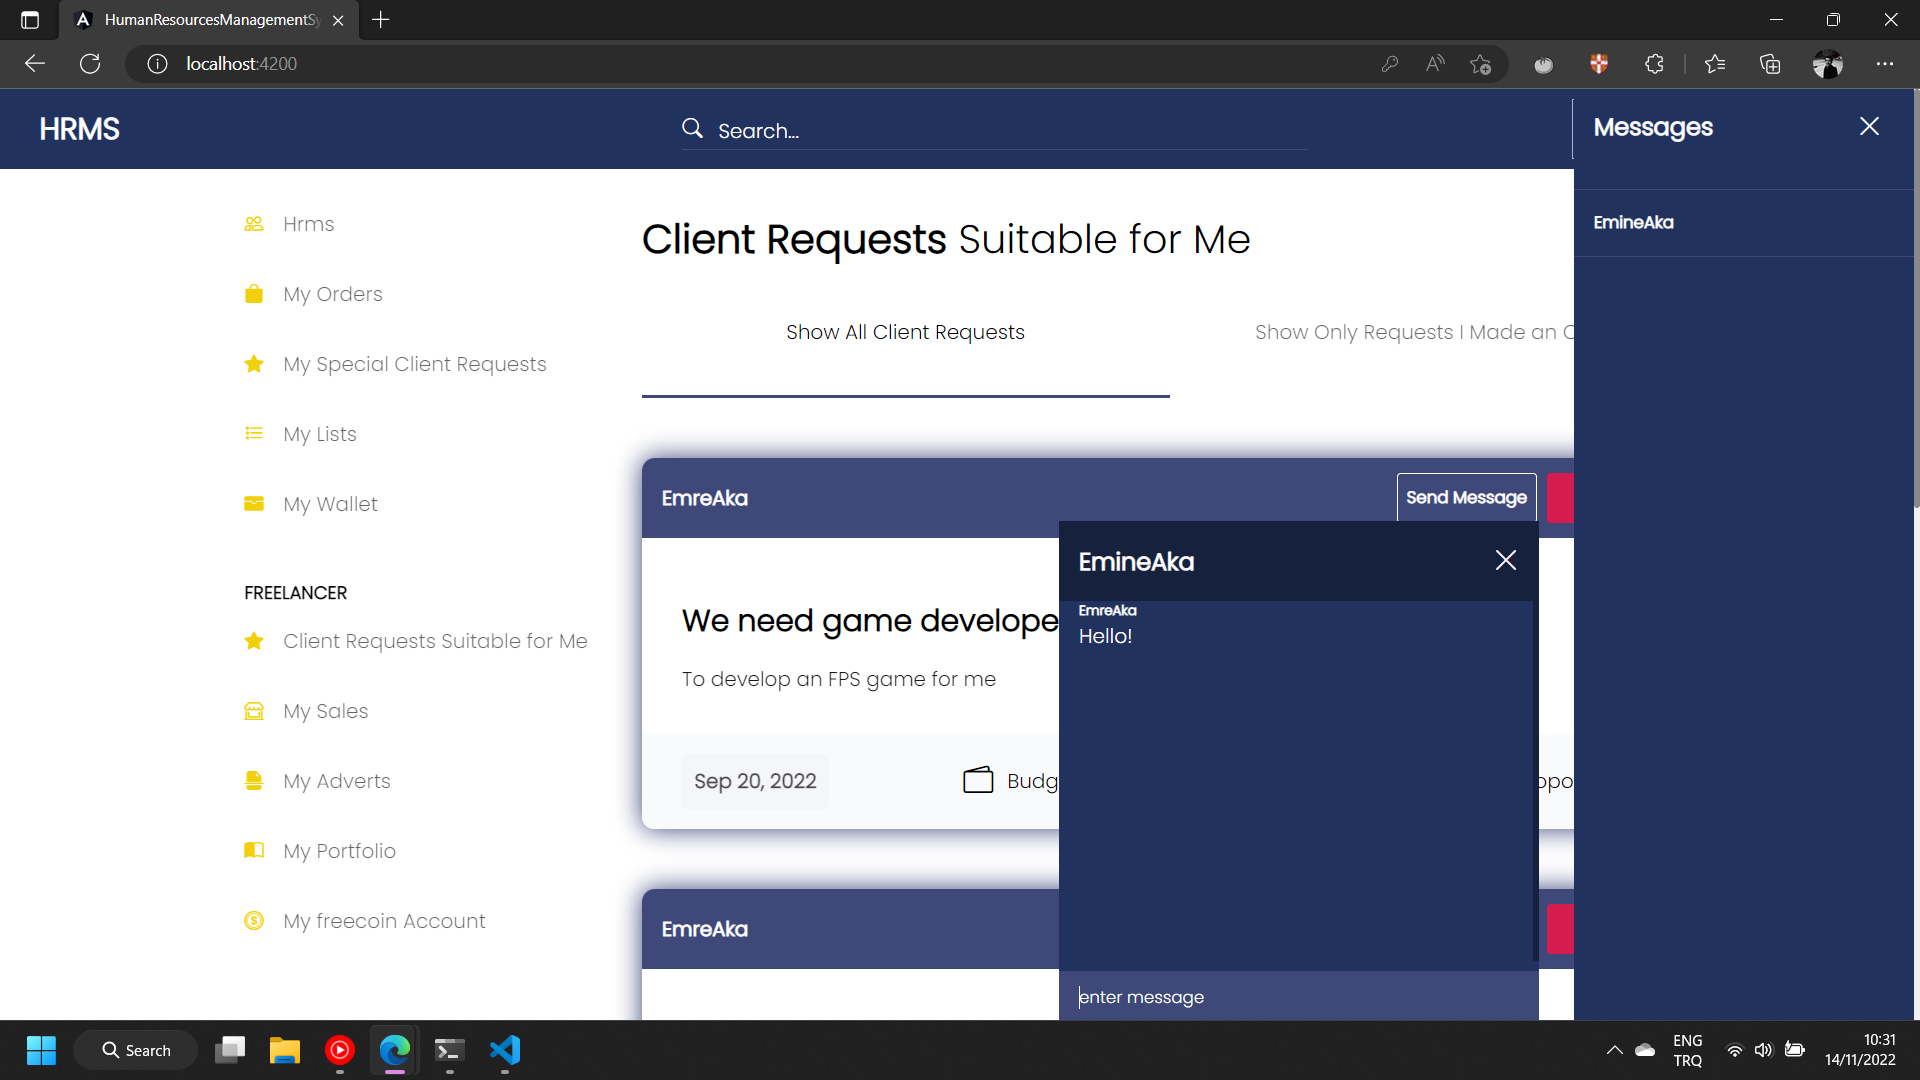 HumanResourcesManagementSy
localhost:4200
HRMS
Search...
Messages
EmineAka
Hrms
My Orders
My Special Client Requests
My Lists
My Wallet
FREELANCER
Client Requests Suitable for Me
My Sales
My Adverts
My Portfolio
My freecoin Account
Client Requests Suitable for Me
Show All Client Requests
Show Only Requests I Made an
EmreAka
Send Message
We need game develope
To develop an FPS game for me
Sep 20, 2022
Budg
opo
EmreAka
EmineAka
EmreAka
Hello!
enter message
Search
ENG
TRQ
10:31
14/11/2022